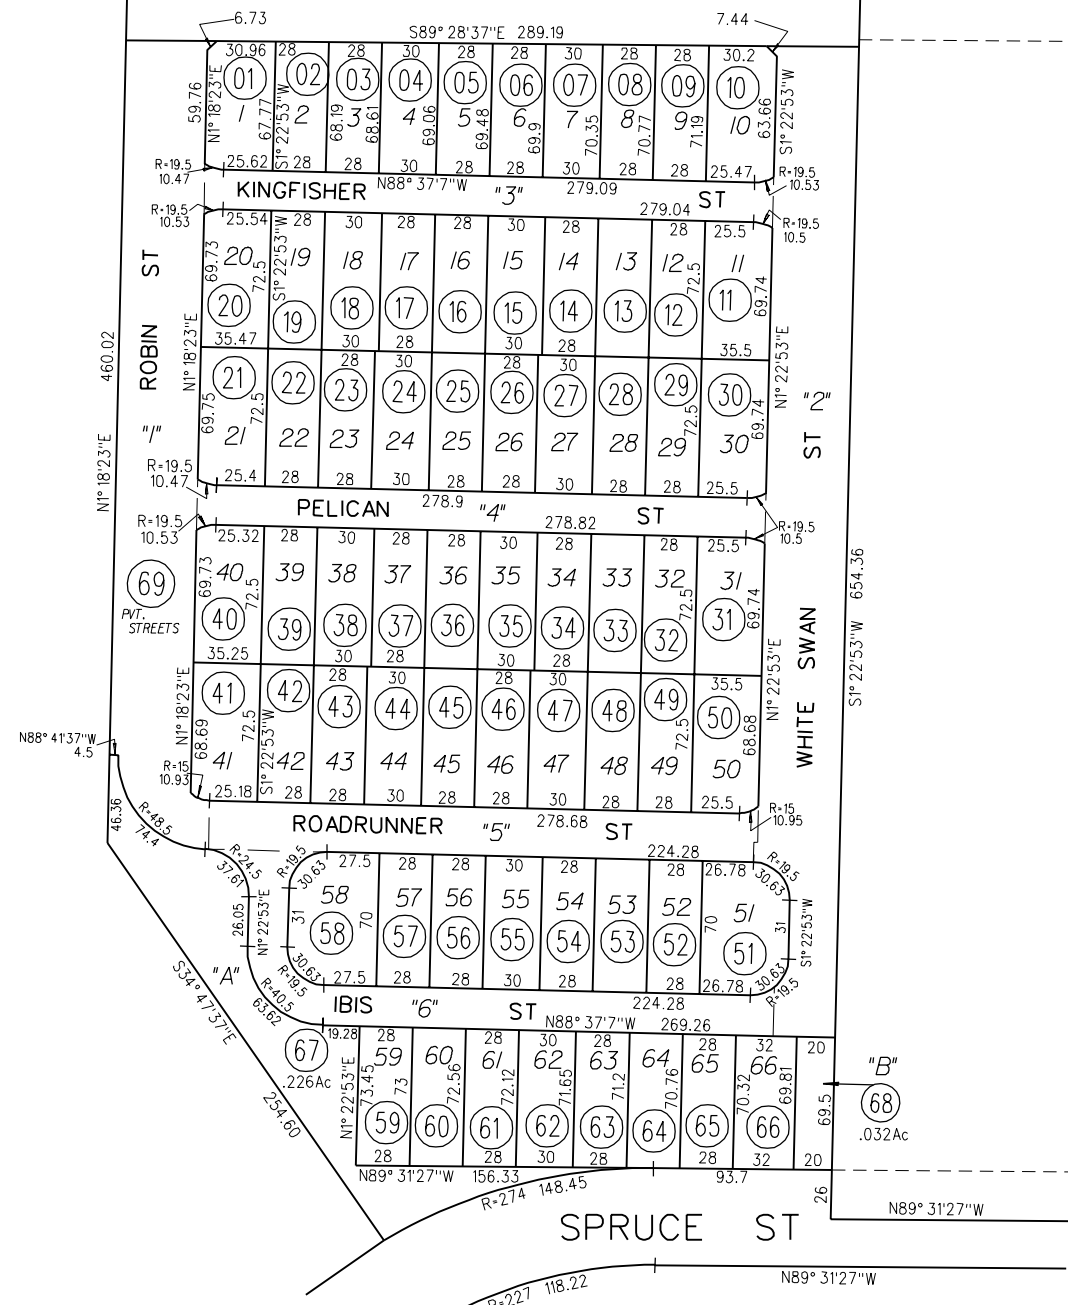 6.73
7.44
S89° 28'37"E 289.19
30.96 28 28 30 28 28 30 28 28 30.2
01 02 03 04 05 06 07 08 09 10
1 2 3 4 5 6 7 8 9 10
59.76
N1° 18'23"E
67.77
S1° 22'53"W
68.19
68.61
69.06
69.48
69.9
70.35
70.77
71.19
63.66
S1° 22'53"W
R=19.5
10.47
25.62 28 28 30 28 28 30 28 28 25.47
R=19.5
10.53
KINGFISHER N88° 37'7"W "3" 279.09 ST
279.04
R=19.5
10.53
25.54 28 30 28 28 30 28 28 25.5
R=19.5
10.5
20 19 18 17 16 15 14 13 12 11
69.73
72.5
S1° 22'53"W
72.5
69.74
20 19 18 17 16 15 14 13 12 11
35.47 30 28 30 28 35.5
ROBIN ST
"1"
460.02
N1° 18'23"E
N1° 18'23"E
N1° 22'53"E
28 30 28 30
21 22 23 24 25 26 27 28 29 30
69.75
72.5
72.5
69.74
21 22 23 24 25 26 27 28 29 30
"2"
ST
WHITE SWAN
R=19.5
10.47
25.4 28 28 30 28 28 30 28 28 25.5
PELICAN 278.9 "4" 278.82 ST
R=19.5
10.53
R=19.5
10.5
25.32 28 30 28 28 30 28 28 25.5
40 39 38 37 36 35 34 33 32 31
69.73
72.5
72.5
69.74
40 39 38 37 36 35 34 33 32 31
69
PVT.
STREETS
654.36
S1° 22'53"W
35.25 30 28 30 28
28 30 28 30 35.5
N1° 18'23"E
N1° 22'53"E
41 42 43 44 45 46 47 48 49 50
68.69
72.5
S1° 22'53"W
72.5
68.68
41 42 43 44 45 46 47 48 49 50
N88° 41'37"W
4.5
R=15
10.93
25.18 28 28 30 28 28 30 28 28 25.5
R=15
10.95
ROADRUNNER "5" 278.68 ST
46.36
R=48.5
74.4
R=24.5
37.61
R=19.5
30.63
224.28
27.5 28 28 30 28 28 26.78
R=19.5
30.63
58 57 56 55 54 53 52 51
31
70
70
31
S1° 22'53"W
58 57 56 55 54 53 52 51
26.05
N1° 22'53"E
30.63
R=19.5
27.5 28 28 30 28 28 26.78
30.63
R=19.5
"A"
S34° 47'37"E
R=40.5
63.62
IBIS "6" ST 224.28
N88° 37'7"W 269.26
19.28 28 28 30 28 28 32 20
67
.226Ac
59 60 61 62 63 64 65 66
N1° 22'53"E
73.45
73
72.56
72.12
71.65
71.2
70.76
70.32
69.81
69.5
59 60 61 62 63 64 65 66
"B"
68
.032Ac
254.60
28 28 30 28 28 32 20
N89° 31'27"W 156.33
93.7
26
R=274 148.45
SPRUCE ST
N89° 31'27"W
N89° 31'27"W
R=227 118.22